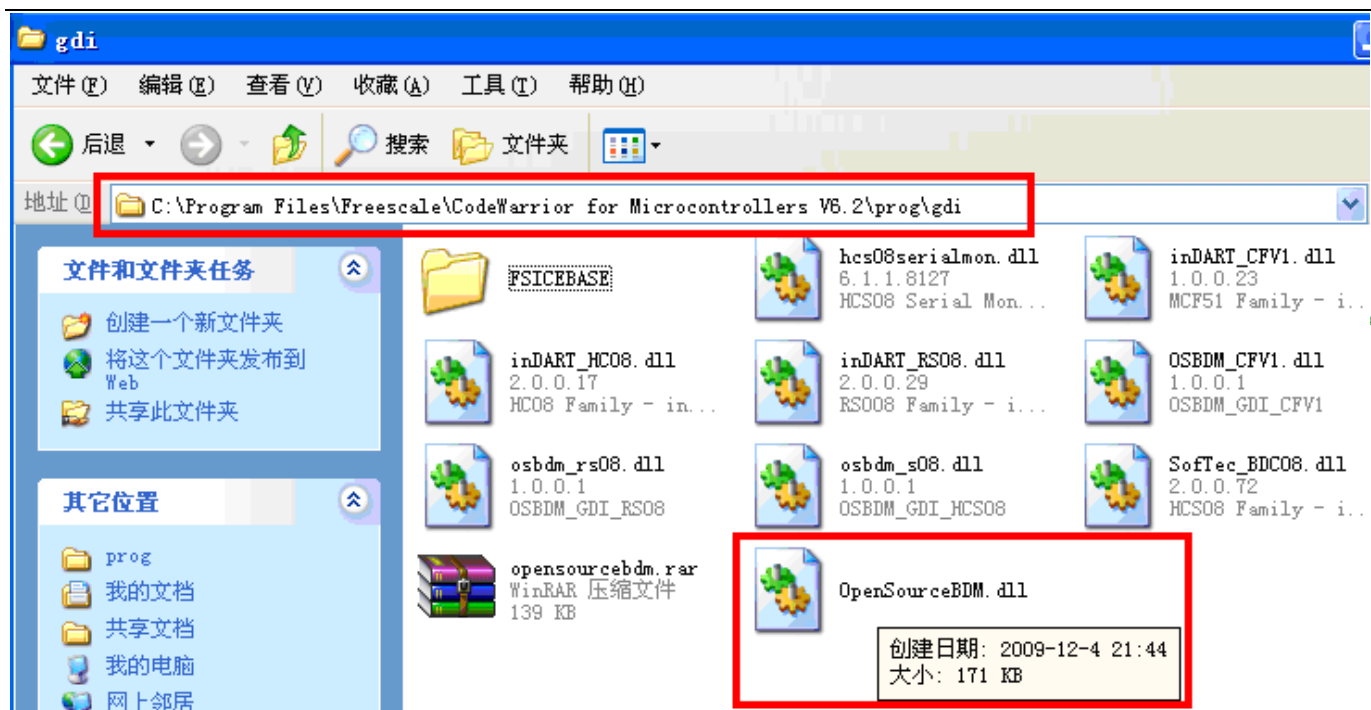 gdi
文件(F) 编辑(E) 查看(V) 收藏(A) 工具(T) 帮助(H)
后退 搜索 文件夹
地址(D) C:\Program Files\Freescale\CodeWarrior for Microcontrollers V6.2\prog\gdi
文件和文件夹任务
创建一个新文件夹
将这个文件夹发布到
Web
共享此文件夹
其它位置
prog
我的文档
共享文档
我的电脑
网上邻居
FSICEBASE
hcs08serialmon.dll
6.1.1.8127
HCS08 Serial Mon...
inDART_CFV1.dll
1.0.0.23
MCF51 Family - i...
inDART_HC08.dll
2.0.0.17
HC08 Family - in...
inDART_RS08.dll
2.0.0.29
RS008 Family - i...
OSBDM_CFV1.dll
1.0.0.1
OSBDM_GDI_CFV1
osbdm_rs08.dll
1.0.0.1
OSBDM_GDI_RS08
osbdm_s08.dll
1.0.0.1
OSBDM_GDI_HCS08
SofTec_BDC08.dll
2.0.0.72
HCS08 Family - i...
opensourcebdm.rar
WinRAR 压缩文件
139 KB
OpenSourceBDM.dll
创建日期: 2009-12-4 21:44
大小: 171 KB